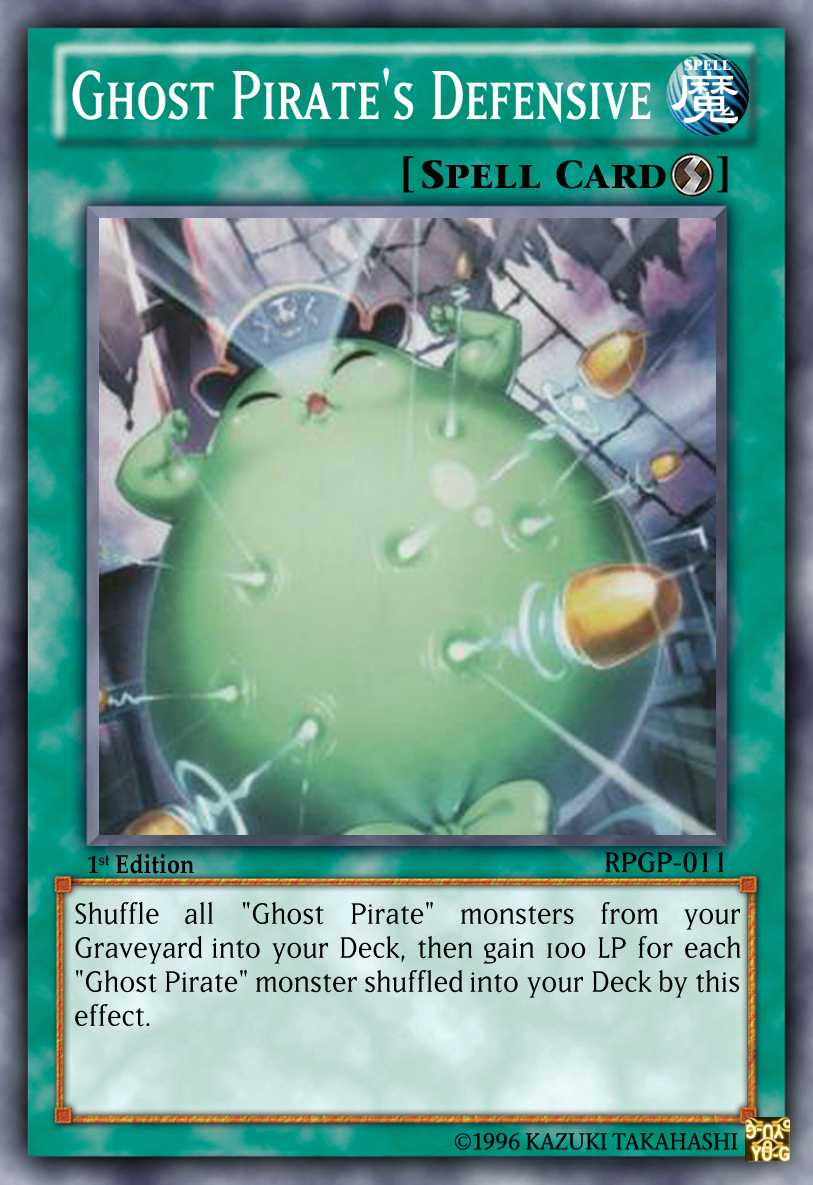 GHOST PIRATE'S DEFENSIVE
SPELL
魔
[SPELL CARD]
1st Edition
RPGP-011
Shuffle all "Ghost Pirate" monsters from your
Graveyard into your Deck, then gain 100 LP for each
"Ghost Pirate" monster shuffled into your Deck by this
effect.
©1996 KAZUKI TAKAHASHI